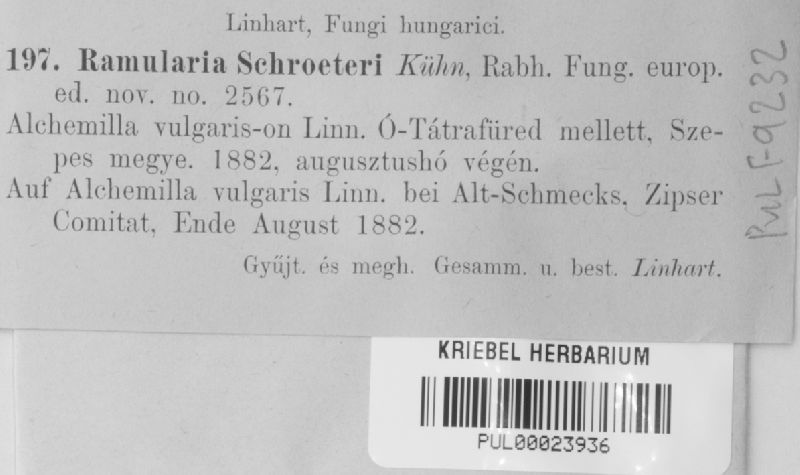 Linhart, Fungi hungarici.
197. Ramularia Schroeteri Kühn, Rabh. Fung. europ.
ed. nov. no. 2567.
Alchemilla vulgaris-on Linn. Ó-Tátrafüred mellett, Sze-
pes megye. 1882, augusztushó végén.
Auf Alchemilla vulgaris Linn. bei Alt-Schmecks, Zipser
Comitat, Ende August 1882.
Gyűjt. és megh. Gesamm. u. best. Linhart.
PUL F-9232
KRIEBEL HERBARIUM
PUL00023936